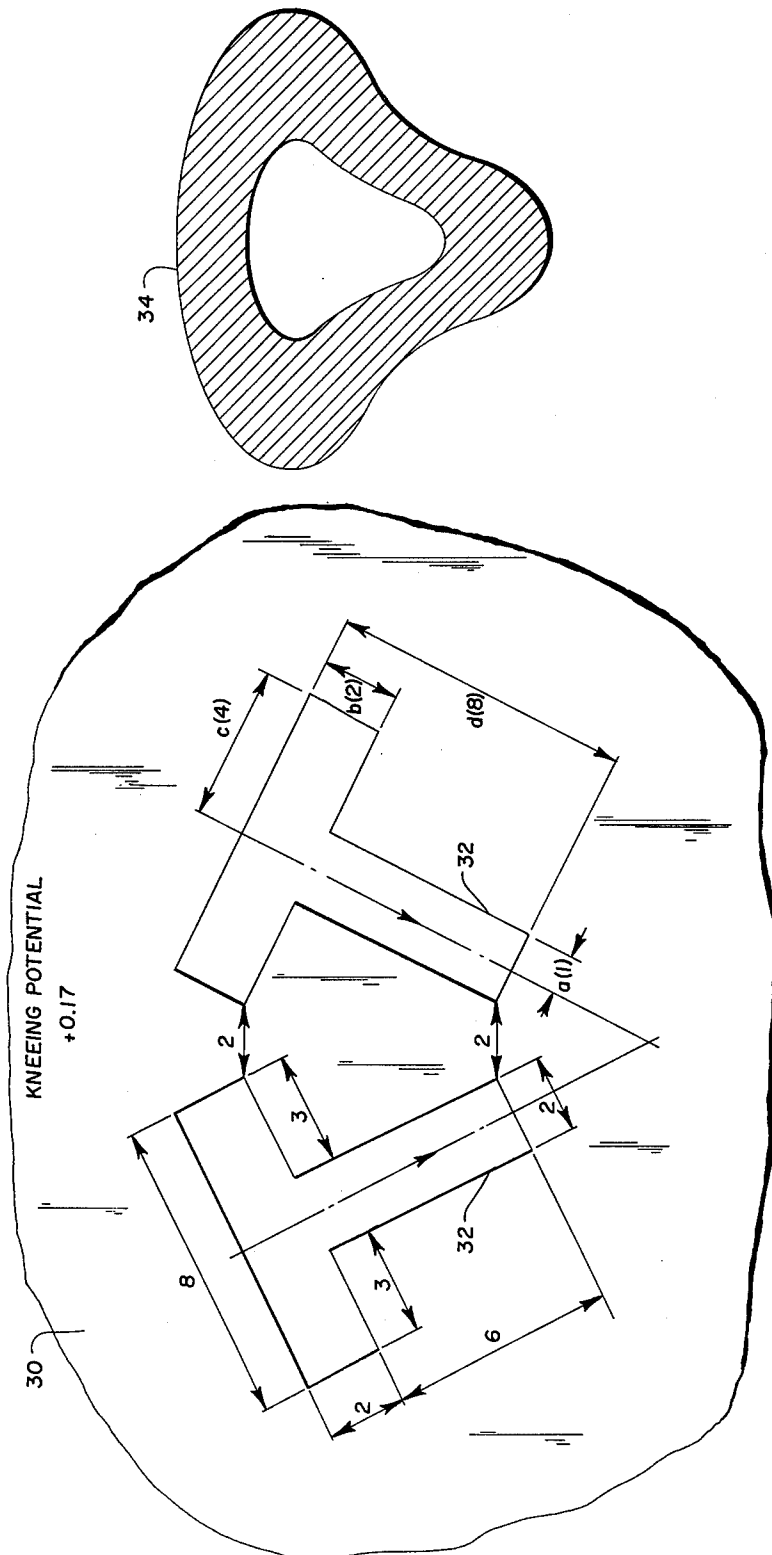 30
KNEEING POTENTIAL
+0.17
8
2
6
3
3
2
2
2
32
32
a(1)
c(4)
b(2)
d(8)
34